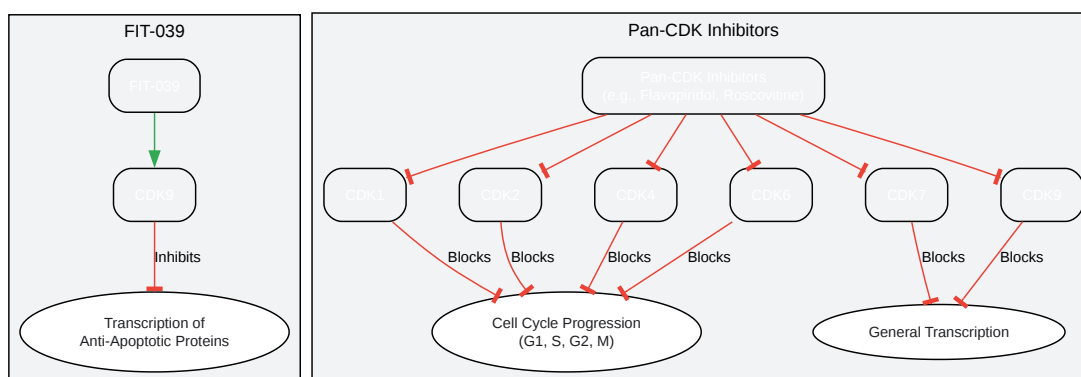 FIT-039
FIT-039
CDK9
Inhibits
Transcription of
Anti-Apoptotic Proteins
Pan-CDK Inhibitors
Pan-CDK Inhibitors
(e.g., Flavopiridol, Roscovitine)
CDK1
CDK2
CDK4
CDK6
CDK7
CDK9
Blocks
Blocks
Blocks
Blocks
Blocks
Blocks
Cell Cycle Progression
(G1, S, G2, M)
General Transcription